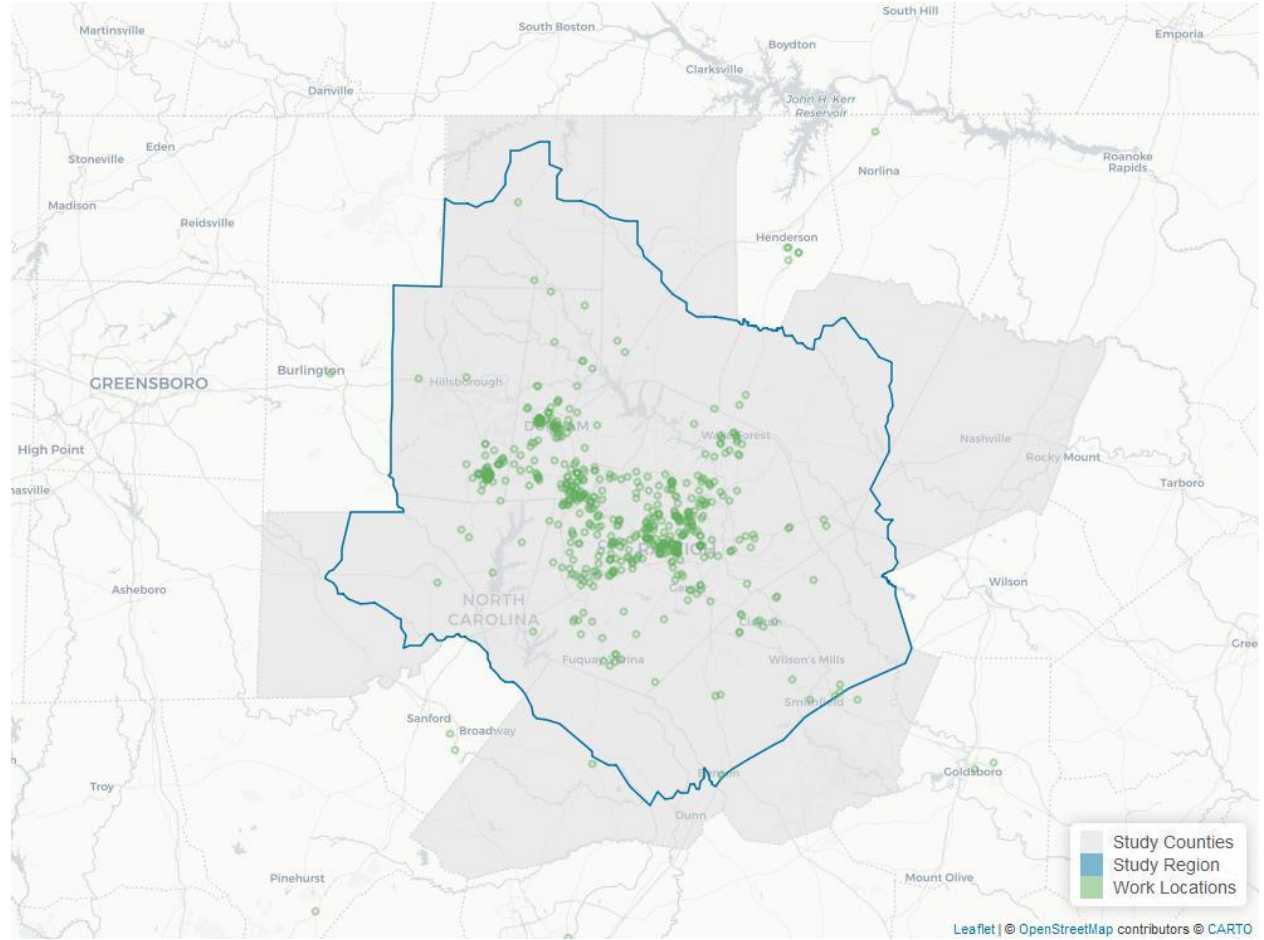 South Hill
Martinsville
South Boston
Emporia
Boydton
Clarksville
Danville
John H. Kerr
Reservoir
Eden
Stoneville
Roanoke
Rapids
Norlina
Madison
Reidsville
Henderson
Burlington
GREENSBORO
Hillsborough
High Point
Nashville
Rocky Mount
Tarboro
Wilson
Asheboro
NORTH
CAROLINA
Clayton
Fuquay-Varina
Wilson's Mills
Smithfield
Sanford
Broadway
Goldsboro
Benson
Troy
Dunn
Pinehurst
Mount Olive
Study Counties
Study Region
Work Locations
Leaflet | © OpenStreetMap contributors © CARTO